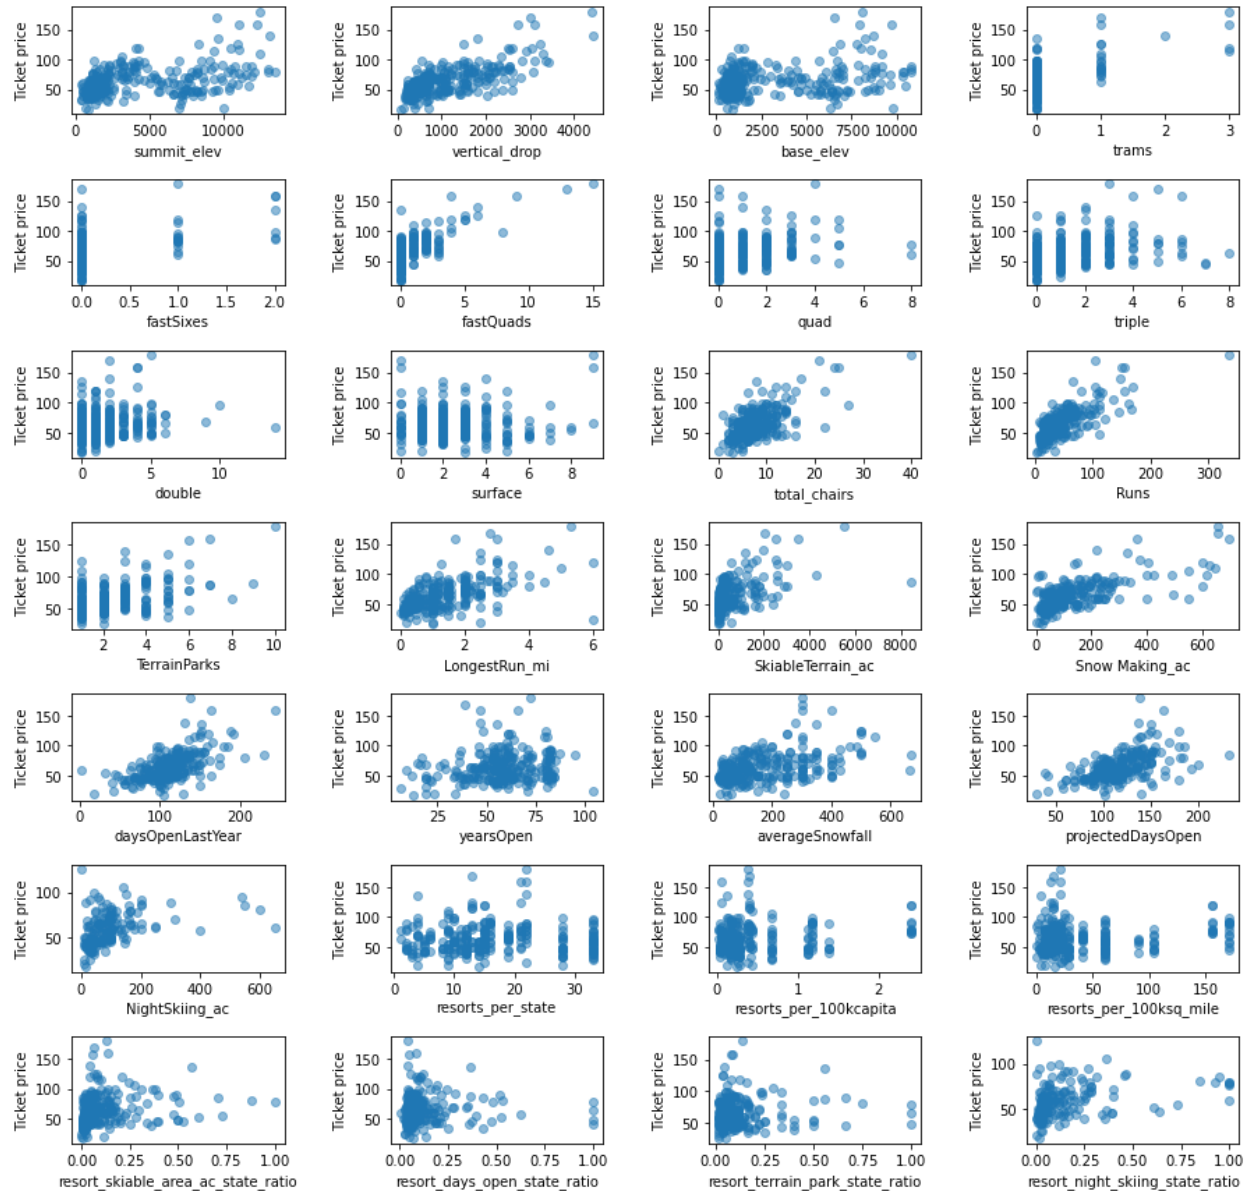 Ticket price 150 100 50 0 5000 10000 summit_elev
Ticket price 150 100 50 0 1000 2000 3000 4000 vertical_drop
Ticket price 150 100 50 0 2500 5000 7500 10000 base_elev
Ticket price 150 100 50 0 1 2 3 trams
Ticket price 150 100 50 0.0 0.5 1.0 1.5 2.0 fastSixes
Ticket price 150 100 50 0 5 10 15 fastQuads
Ticket price 150 100 50 0 2 4 6 8 quad
Ticket price 150 100 50 0 2 4 6 8 triple
Ticket price 150 100 50 0 5 10 double
Ticket price 150 100 50 0 2 4 6 8 surface
Ticket price 150 100 50 0 10 20 30 40 total_chairs
Ticket price 150 100 50 0 100 200 300 Runs
Ticket price 150 100 50 2 4 6 8 10 TerrainParks
Ticket price 150 100 50 0 2 4 6 LongestRun_mi
Ticket price 150 100 50 0 2000 4000 6000 8000 SkiableTerrain_ac
Ticket price 150 100 50 0 200 400 600 Snow Making_ac
Ticket price 150 100 50 0 100 200 daysOpenLastYear
Ticket price 150 100 50 25 50 75 100 yearsOpen
Ticket price 150 100 50 0 200 400 600 averageSnowfall
Ticket price 150 100 50 50 100 150 200 projectedDaysOpen
Ticket price 100 50 0 200 400 600 NightSkiing_ac
Ticket price 150 100 50 0 10 20 30 resorts_per_state
Ticket price 150 100 50 0 1 2 resorts_per_100kcapita
Ticket price 150 100 50 0 50 100 150 resorts_per_100ksq_mile
Ticket price 150 100 50 0.00 0.25 0.50 0.75 1.00 resort_skiable_area_ac_state_ratio
Ticket price 150 100 50 0.00 0.25 0.50 0.75 1.00 resort_days_open_state_ratio
Ticket price 150 100 50 0.00 0.25 0.50 0.75 1.00 resort_terrain_park_state_ratio
Ticket price 100 50 0.00 0.25 0.50 0.75 1.00 resort_night_skiing_state_ratio